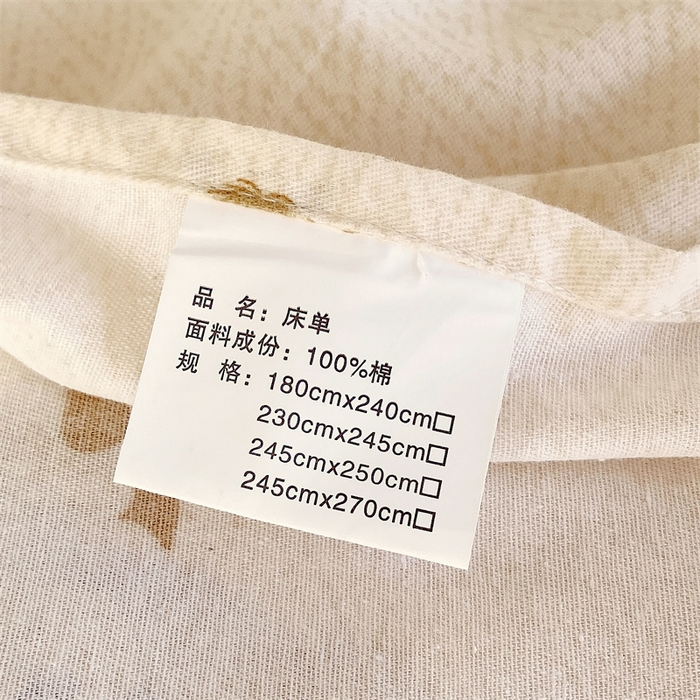 品 名：床单
面料成份：100%棉
规 格：180cmx240cm□
230cmx245cm□
245cmx250cm□
245cmx270cm□